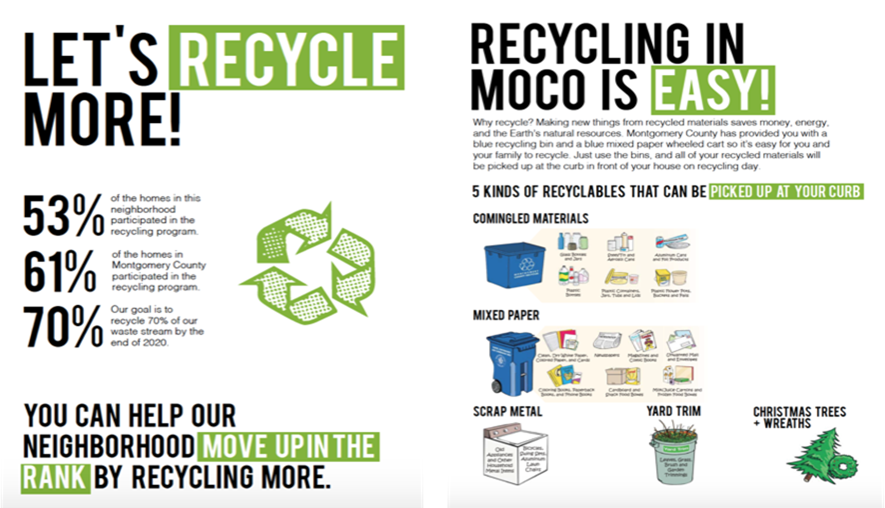 LET'S RECYCLE
MORE!
53%
of the homes in this
neighborhood
participated in the
recycling program.
61%
of the homes in
Montgomery County
participated in the
recycling program.
70%
Our goal is to
recycle 70% of our
waste stream by the
end of 2020.
YOU CAN HELP OUR
NEIGHBORHOOD MOVE UP IN THE
RANK BY RECYCLING MORE.
RECYCLING IN
MOCO IS EASY!
Why recycle? Making new things from recycled materials saves money, energy,
and the Earth's natural resources. Montgomery County has provided you with a
blue recycling bin and a blue mixed paper wheeled cart so it's easy for you and
your family to recycle. Just use the bins, and all of your recycled materials will
be picked up at the curb in front of your house on recycling day.
5 KINDS OF RECYCLABLES THAT CAN BE PICKED UP AT YOUR CURB
COMINGLED MATERIALS
Glass Bottles
and Jars
Steel/Tin and
Aerosol Cans
Aluminum Cans
and Foil Products
Plastic
Bottles
Plastic Containers,
Jars, Tubs and Lids
Plastic Flower Pots,
Buckets and Pails
MIXED PAPER
Clean, Dry White Paper,
Colored Paper, and Cards
Newspapers
Magazines and
Comic Books
Unopened Mail
and Envelopes
Coloring Books, Paperback
Books, and Phone Books
Cardboard and
Snack Food Boxes
Milk/Juice Cartons and
Frozen Food Boxes
SCRAP METAL
Old
Appliances
and Other
Household
Metal Items
Bicycles,
Swing Sets,
Aluminum
Lawn
Chairs
YARD TRIM
Leaves, Grass,
Brush and
Garden
Trimmings
CHRISTMAS TREES
+ WREATHS